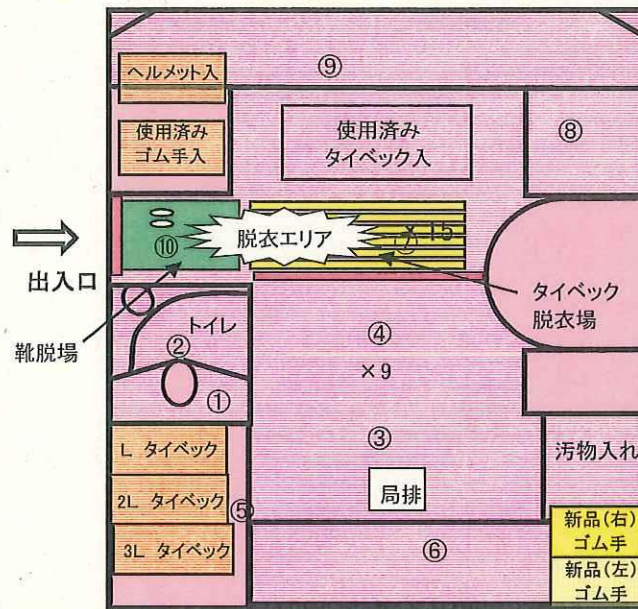 ヘルメット入
⑨
使用済み
ゴム手入
使用済み
タイベック入
⑧
⑩
脱衣エリア
×15
出入口
靴脱場
タイベック
脱衣場
トイレ
②
①
④
×9
③
局排
汚物入れ
L タイベック
2L タイベック
3L タイベック
⑤
⑥
新品(右)
ゴム手
新品(左)
ゴム手